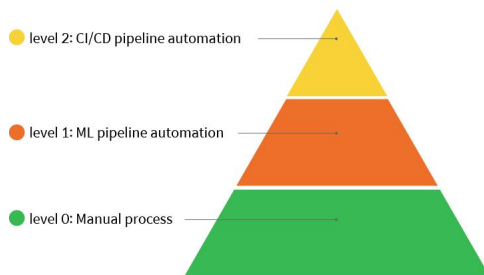 level 2: CI/CD pipeline automation
level 1: ML pipeline automation
level 0: Manual process